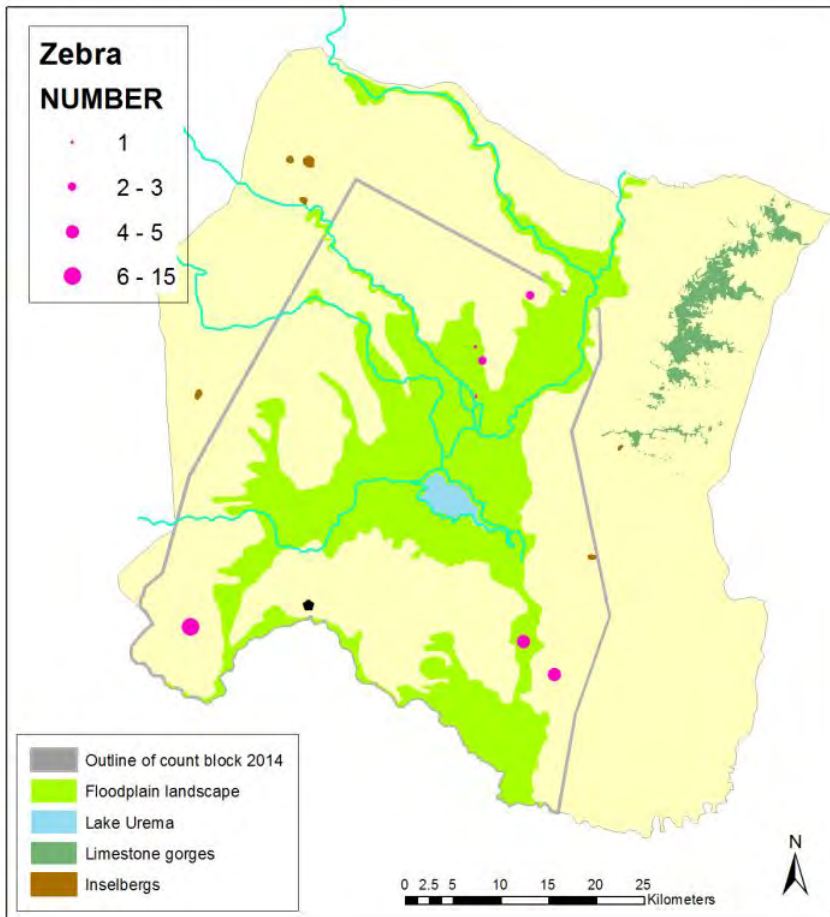 Zebra
NUMBER
1
2 - 3
4 - 5
6 - 15
Outline of count block 2014
Floodplain landscape
Lake Urema
Limestone gorges
Inselbergs
N
0 2.5 5 10 15 20 25
Kilometers